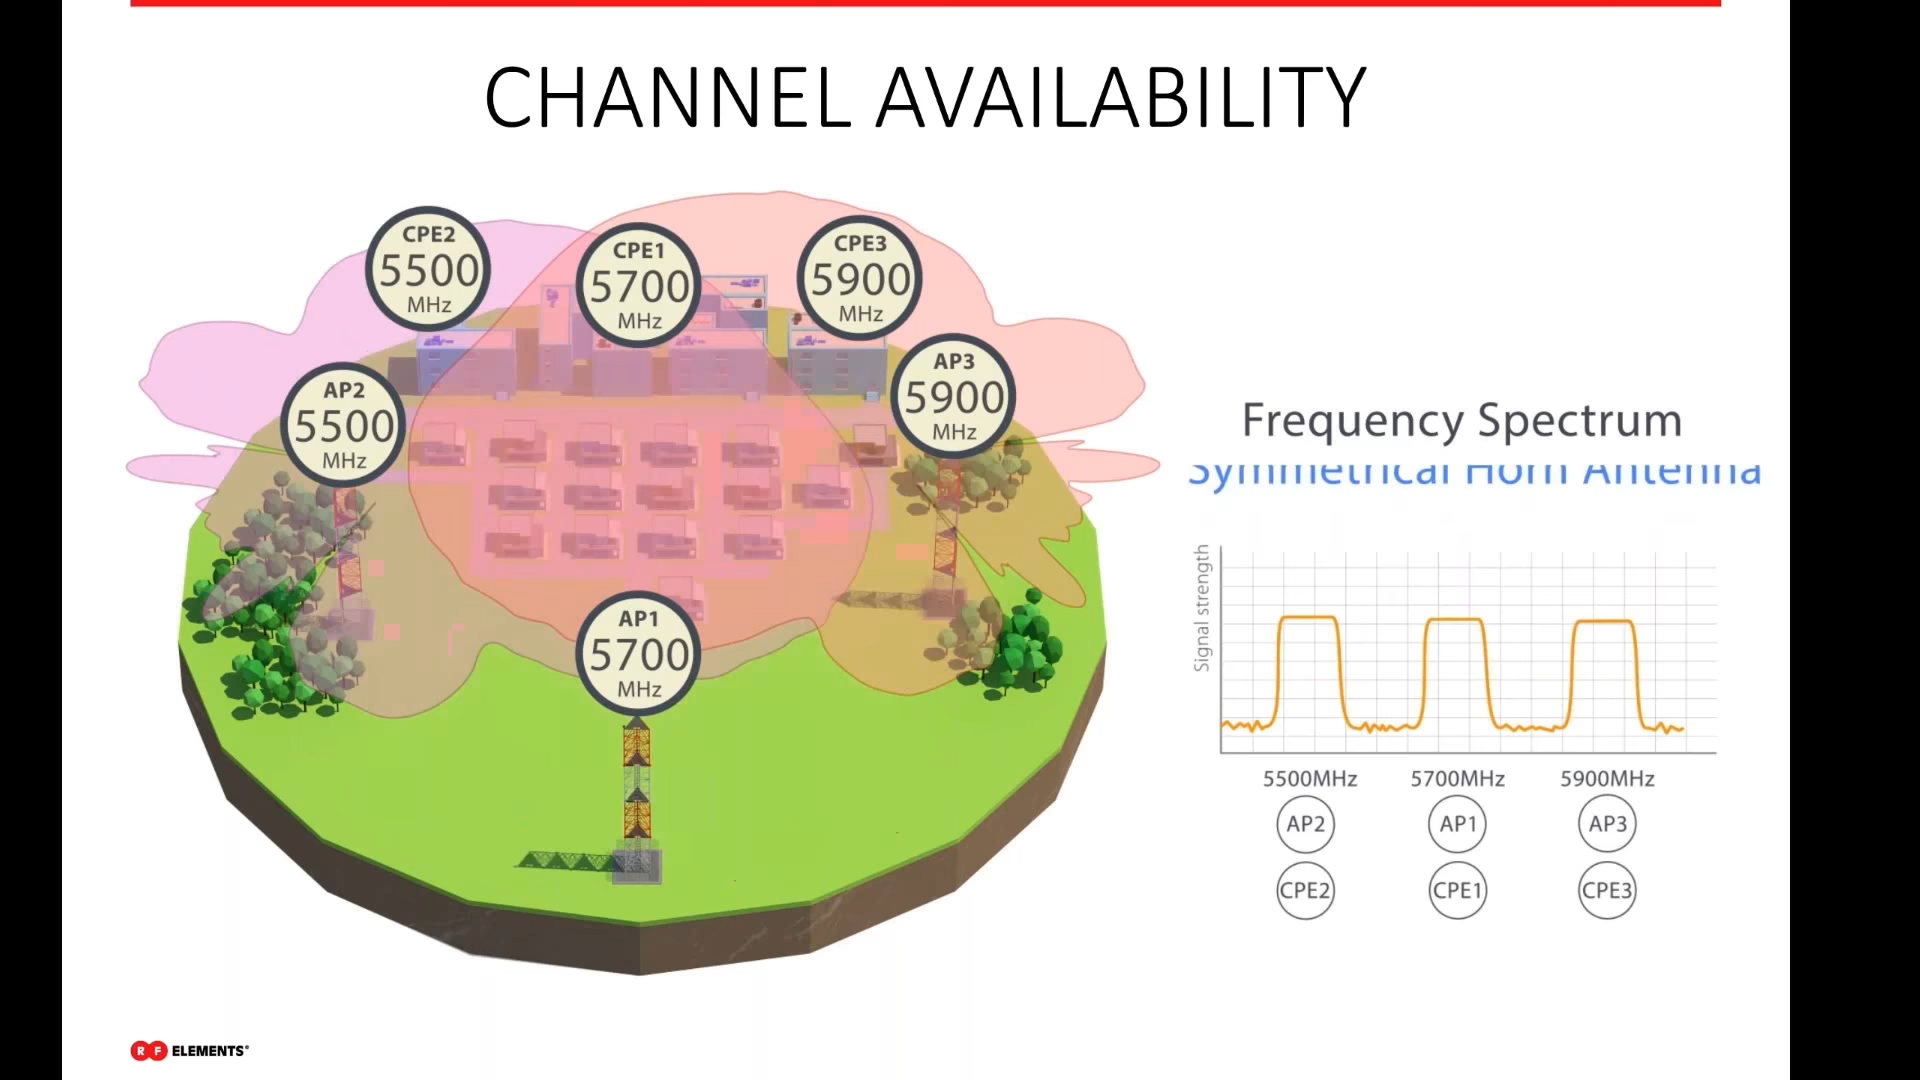 CHANNEL AVAILABILITY
CPE2
5500
MHz
CPE1
5700
MHz
CPE3
5900
MHz
AP2
5500
MHz
AP3
5900
MHz
AP1
5700
MHz
Frequency Spectrum
Symmetrical Horn Antenna
Signal strength
5500MHz 5700MHz 5900MHz
AP2 AP1 AP3
CPE2 CPE1 CPE3
RF ELEMENTS®